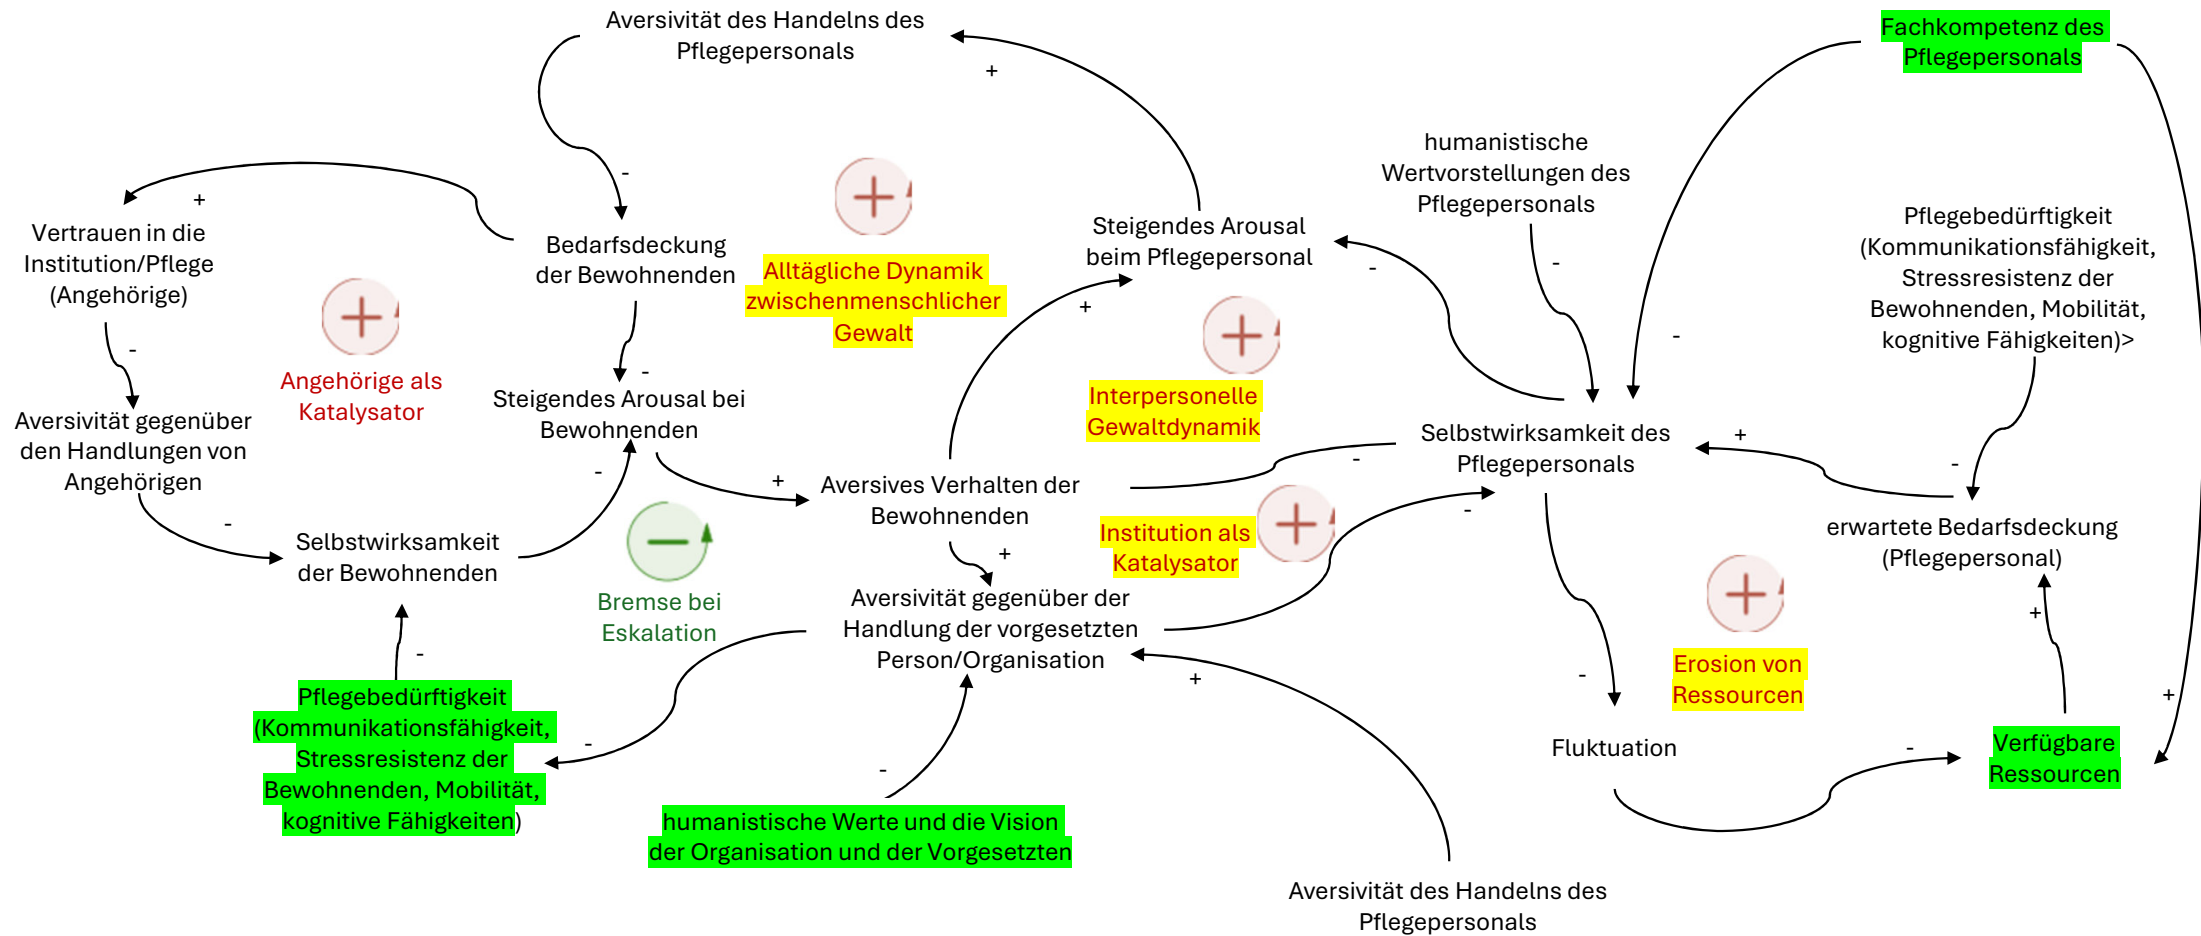 Aversivität des Handelns des
Pflegepersonals
Fachkompetenz des
Pflegepersonals
+
humanistische
Wertvorstellungen des
Pflegepersonals
-
+
Vertrauen in die
Institution/Pflege
(Angehörige)
Bedarfsdeckung
der Bewohnenden
+
Alltägliche Dynamik
zwischenmenschlicher
Gewalt
Steigendes Arousal
beim Pflegepersonal
-
-
Pflegebedürftigkeit
(Kommunikationsfähigkeit,
Stressresistenz der
Bewohnenden, Mobilität,
kognitive Fähigkeiten)>
+
-
+
+
-
-
Angehörige als
Katalysator
Steigendes Arousal bei
Bewohnenden
Interpersonelle
Gewaltdynamik
Aversivität gegenüber
den Handlungen von
Angehörigen
Selbstwirksamkeit des
Pflegepersonals
+
-
-
-
+
Aversives Verhalten der
Bewohnenden
-
-
Institution als
Katalysator
+
erwartete Bedarfsdeckung
(Pflegepersonal)
Selbstwirksamkeit
der Bewohnenden
−
+
Bremse bei
Eskalation
Aversivität gegenüber der
Handlung der vorgesetzten
Person/Organisation
+
+
-
Erosion von
Ressourcen
-
+
+
Pflegebedürftigkeit
(Kommunikationsfähigkeit,
Stressresistenz der
Bewohnenden, Mobilität,
kognitive Fähigkeiten)
-
-
Fluktuation
-
Verfügbare
Ressourcen
humanistische Werte und die Vision
der Organisation und der Vorgesetzten
Aversivität des Handelns des
Pflegepersonals